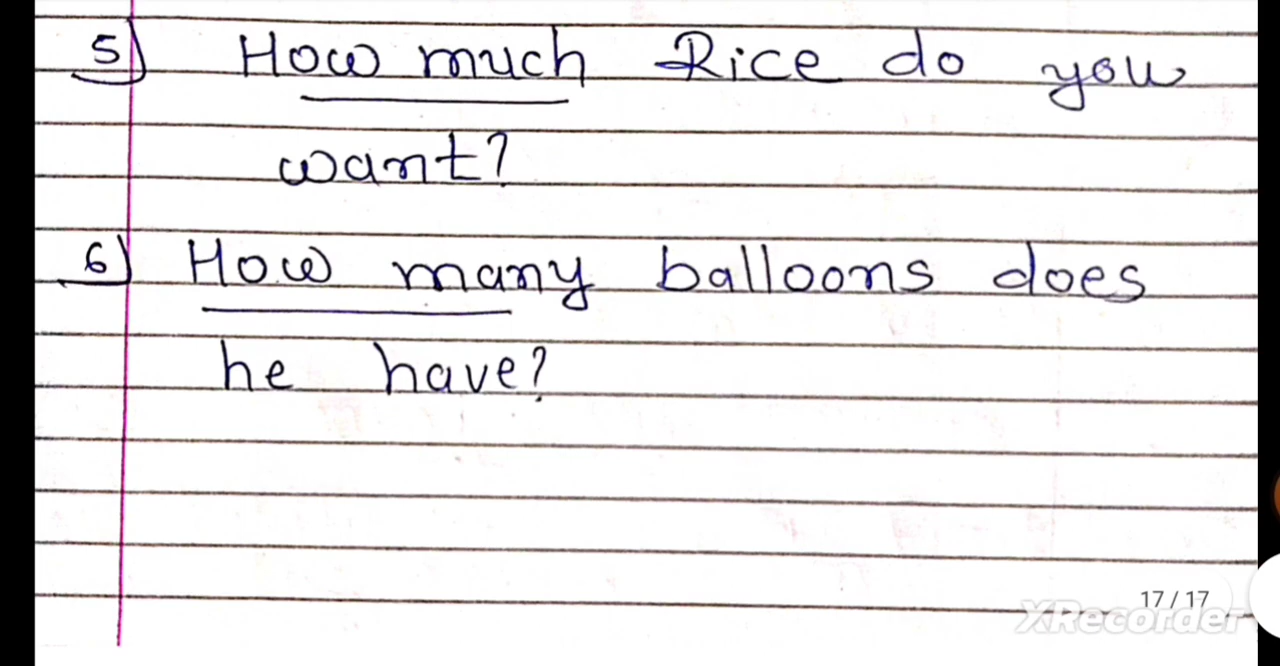 5) How much Rice do you
want?
6) How many balloons does
he have?
17 / 17
XRecorder